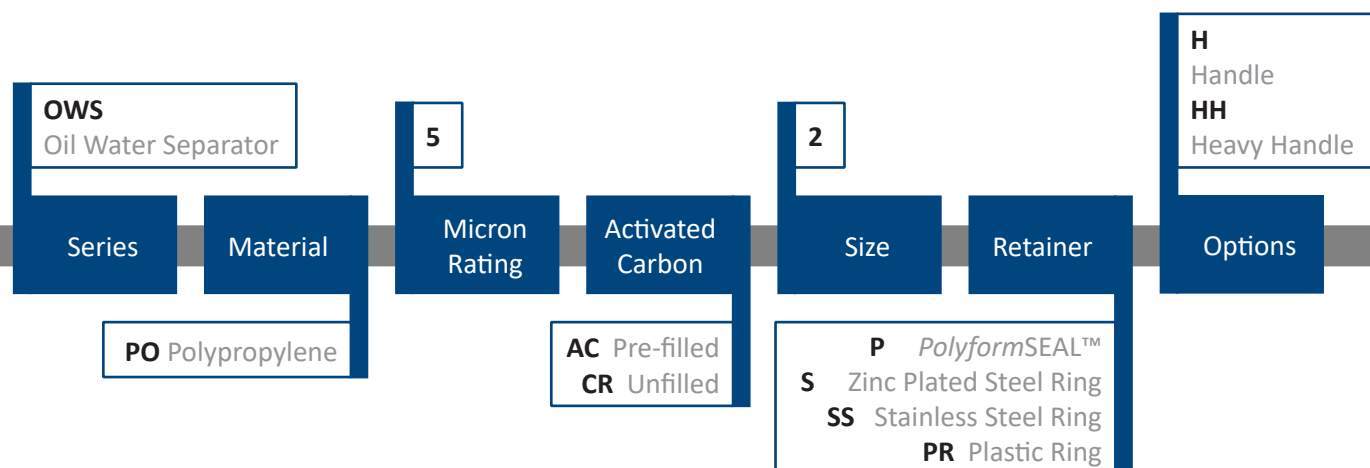 OWS
Oil Water Separator
5
2
H
Handle
HH
Heavy Handle
Series
Material
Micron
Rating
Activated
Carbon
Size
Retainer
Options
PO Polypropylene
AC Pre-filled
CR Unfilled
P PolyformSEAL™
S Zinc Plated Steel Ring
SS Stainless Steel Ring
PR Plastic Ring